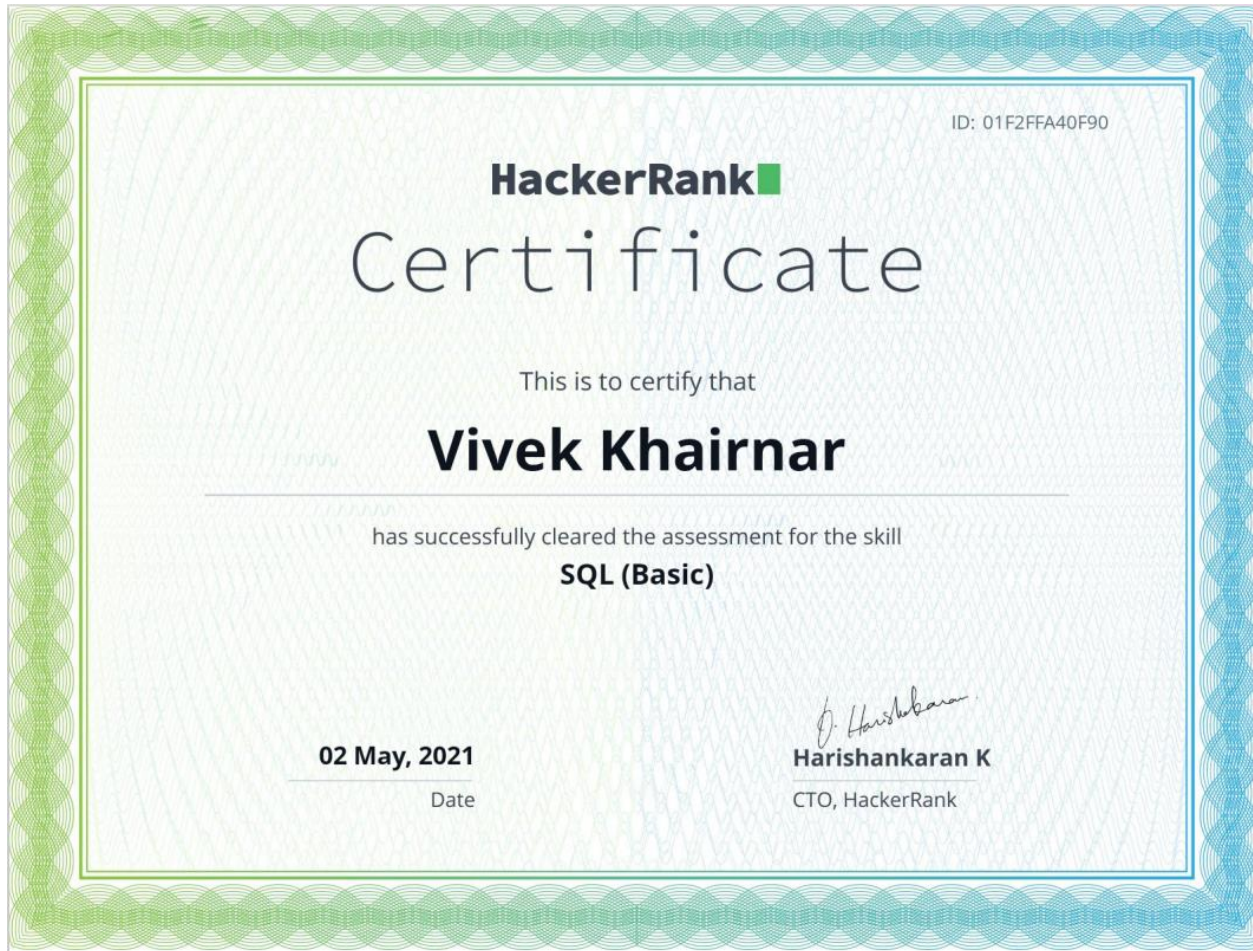 ID: 01F2FFA40F90
HackerRank
Certificate
This is to certify that
Vivek Khairnar
has successfully cleared the assessment for the skill
SQL (Basic)
02 May, 2021
Date
Harishankaran K
CTO, HackerRank